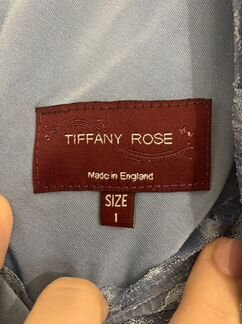 TIFFANY ROSE
Made in England
SIZE
1